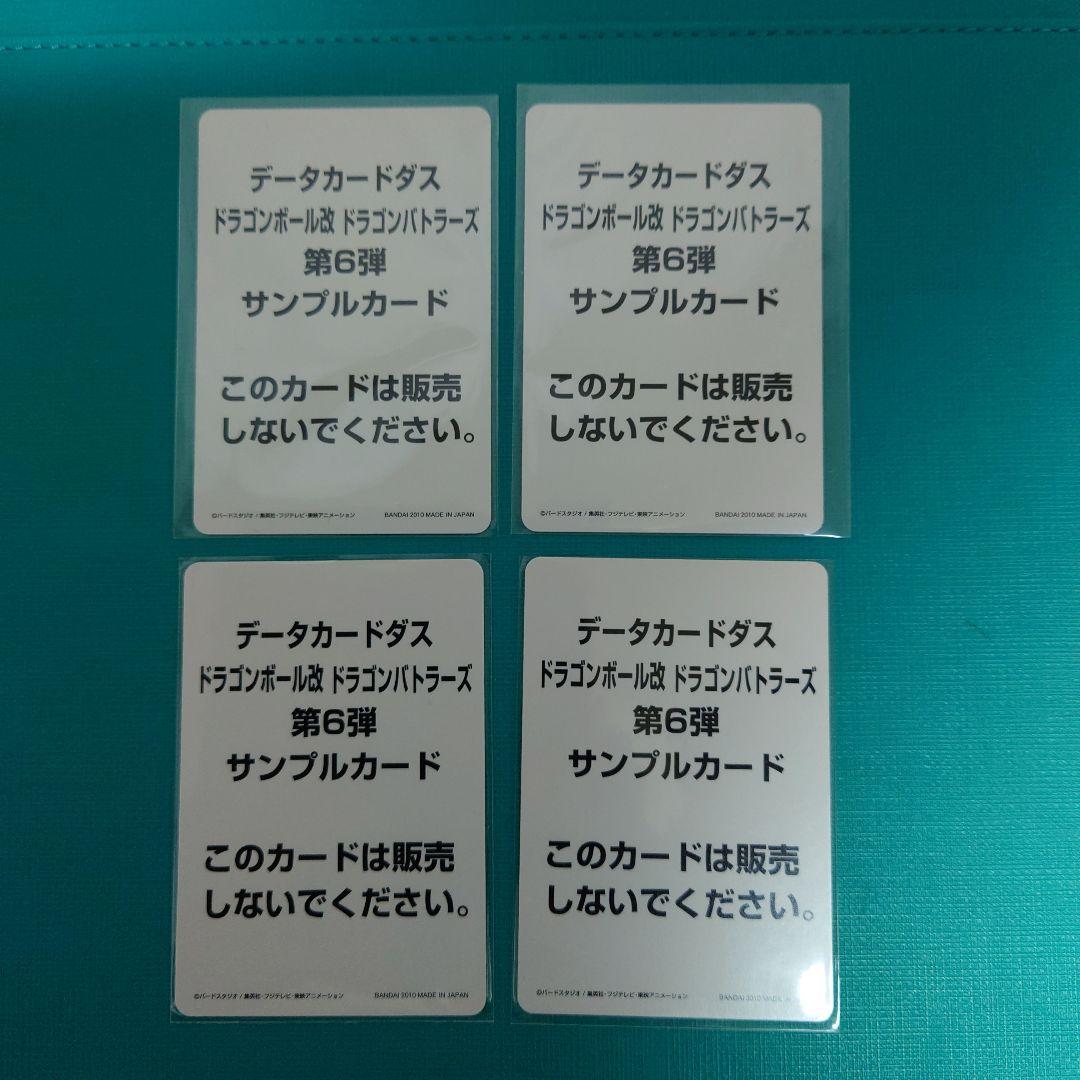 データカードダス
ドラゴンボール改 ドラゴンバトラーズ
第6弾
サンプルカード
このカードは販売
しないでください。
©バードスタジオ / 集英社・フジテレビ・東映アニメーション BANDAI 2010 MADE IN JAPAN
データカードダス
ドラゴンボール改 ドラゴンバトラーズ
第6弾
サンプルカード
このカードは販売
しないでください。
©バードスタジオ / 集英社・フジテレビ・東映アニメーション BANDAI 2010 MADE IN JAPAN
データカードダス
ドラゴンボール改 ドラゴンバトラーズ
第6弾
サンプルカード
このカードは販売
しないでください。
©バードスタジオ / 集英社・フジテレビ・東映アニメーション BANDAI 2010 MADE IN JAPAN
データカードダス
ドラゴンボール改 ドラゴンバトラーズ
第6弾
サンプルカード
このカードは販売
しないでください。
©バードスタジオ / 集英社・フジテレビ・東映アニメーション BANDAI 2010 MADE